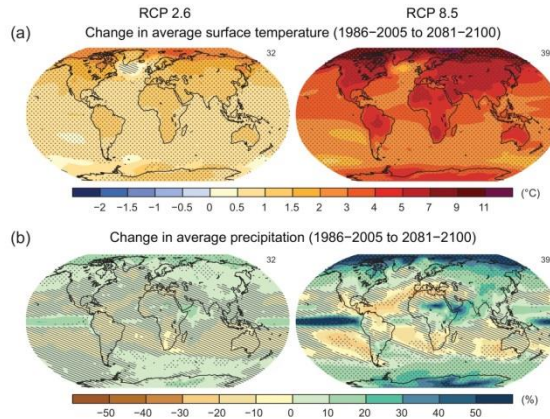 RCP 2.6 RCP 8.5
(a) Change in average surface temperature (1986−2005 to 2081−2100)
32 39
−2 −1.5 −1 −0.5 0 0.5 1 1.5 2 3 4 5 7 9 11 (°C)
(b) Change in average precipitation (1986−2005 to 2081−2100)
32 39
−50 −40 −30 −20 −10 0 10 20 30 40 50 (%)